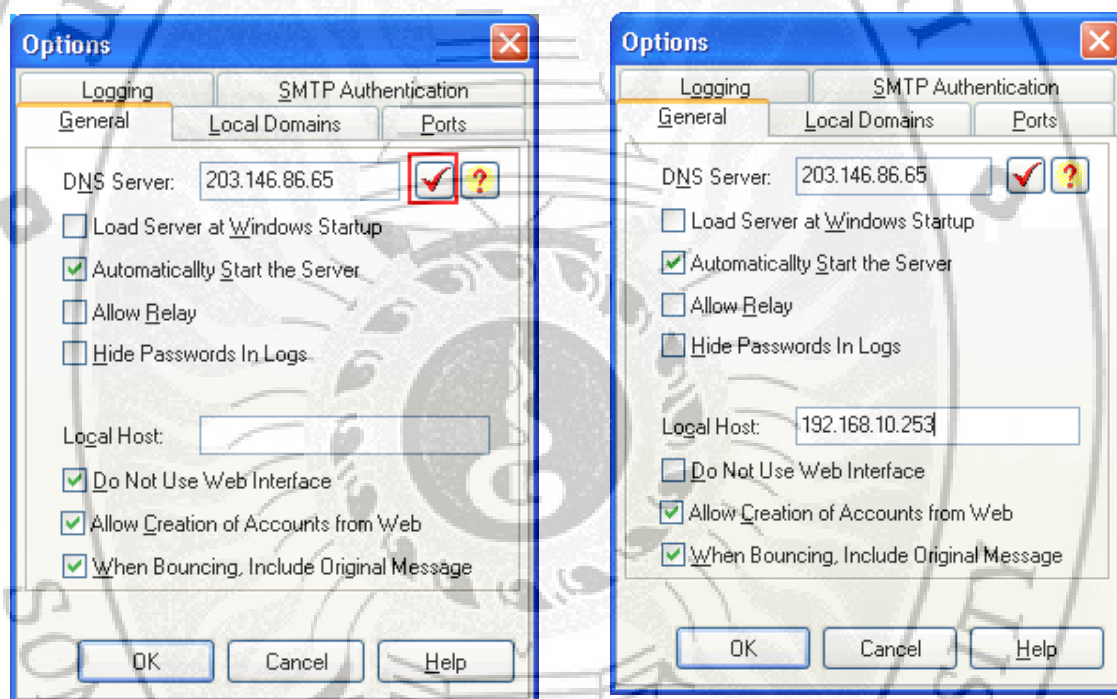 Options
Logging SMTP Authentication
General Local Domains Ports
DNS Server: 203.146.86.65 ?
Load Server at Windows Startup
Automaticallty Start the Server
Allow Relay
Hide Passwords In Logs
Local Host:
Do Not Use Web Interface
Allow Creation of Accounts from Web
When Bouncing, Include Original Message
OK Cancel Help
Options
Logging SMTP Authentication
General Local Domains Ports
DNS Server: 203.146.86.65 ?
Load Server at Windows Startup
Automaticallty Start the Server
Allow Relay
Hide Passwords In Logs
Local Host: 192.168.10.253
Do Not Use Web Interface
Allow Creation of Accounts from Web
When Bouncing, Include Original Message
OK Cancel Help